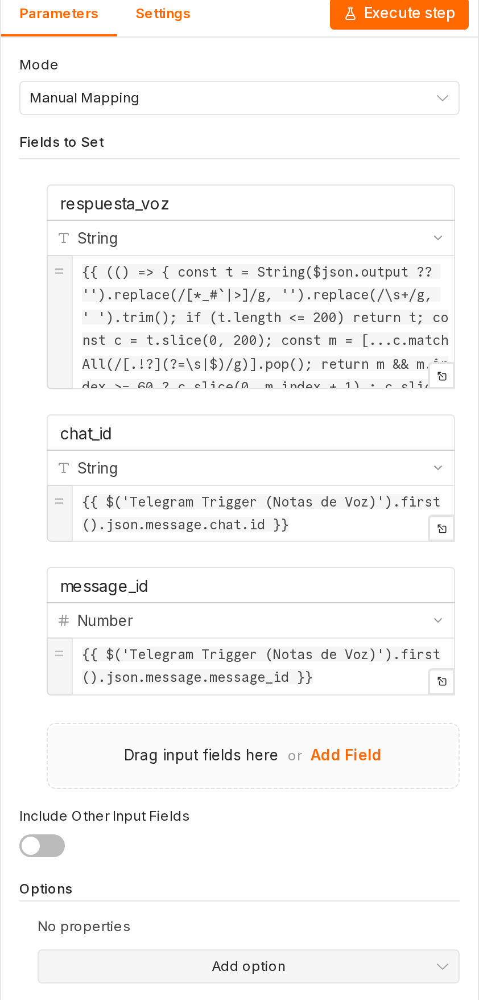 Parameters Settings Execute step
Mode
Manual Mapping
Fields to Set
respuesta_voz
String
= {{ (() => { const t = String($json.output ??
'').replace(/[*_#`|>]/g, '').replace(/\s+/g,
' ').trim(); if (t.length <= 200) return t; co
nst c = t.slice(0, 200); const m = [...c.match
All(/[.!?](?=\s|$)/g)].pop(); return m && m.in
dex >= 60 ? c.slice(0, m.index + 1) : c.slic
chat_id
String
= {{ $('Telegram Trigger (Notas de Voz)').first
().json.message.chat.id }}
message_id
# Number
= {{ $('Telegram Trigger (Notas de Voz)').first
().json.message.message_id }}
Drag input fields here or Add Field
Include Other Input Fields
Options
No properties
Add option